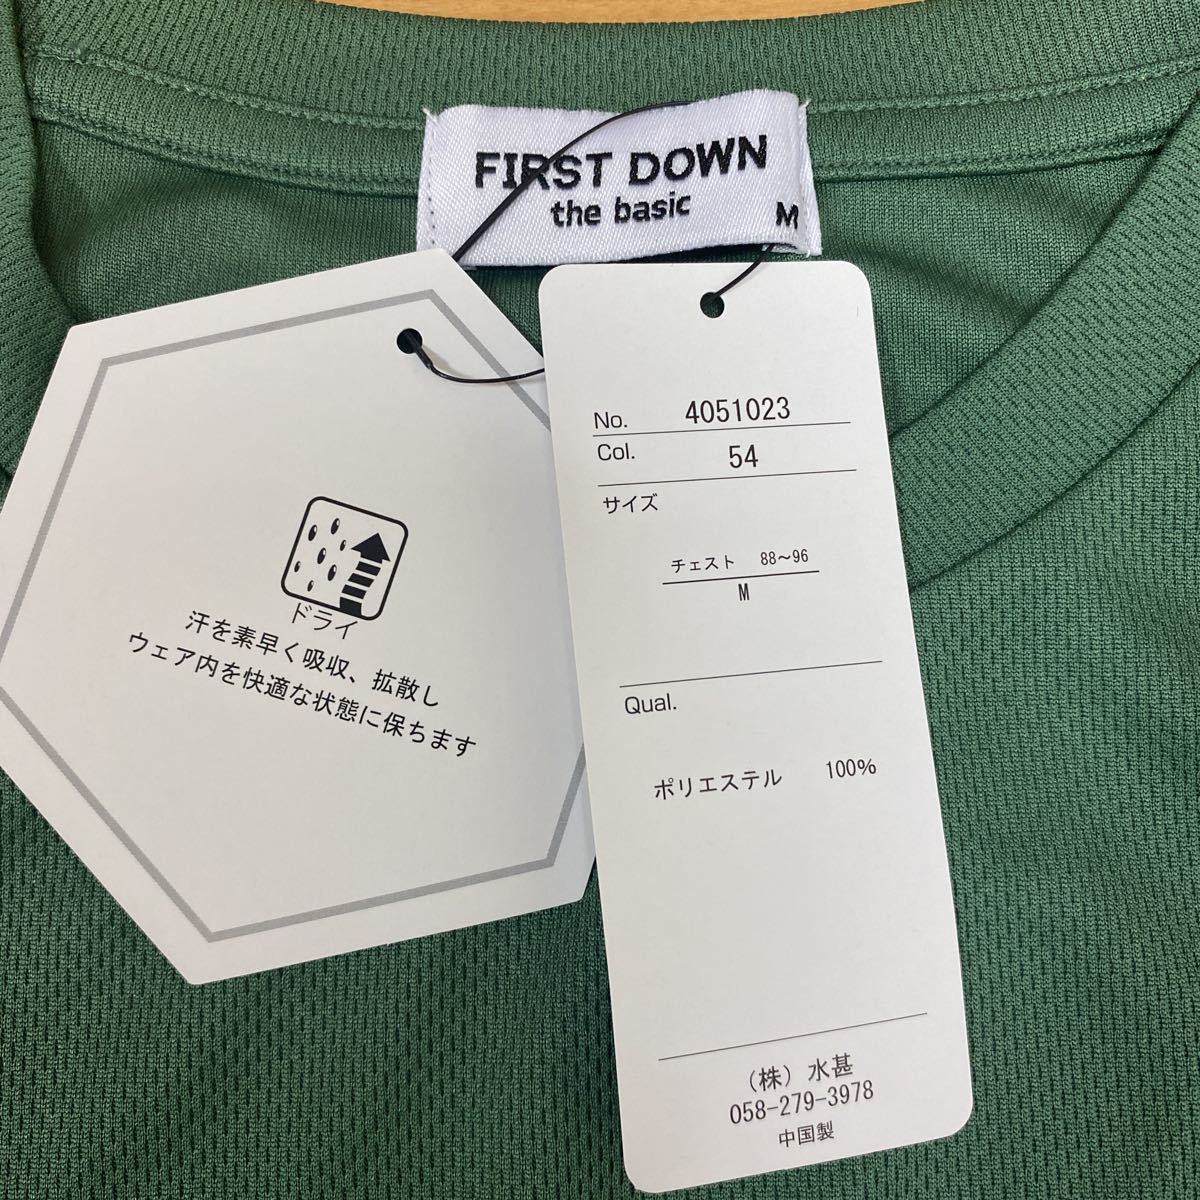 FIRST DOWN
the basic
M
ドライ
汗を素早く吸収、拡散し
ウェア内を快適な状態に保ちます
No. 4051023
Col. 54
サイズ
チェスト 88〜96
M
Qual.
ポリエステル 100%
（株）水甚
058-279-3978
中国製